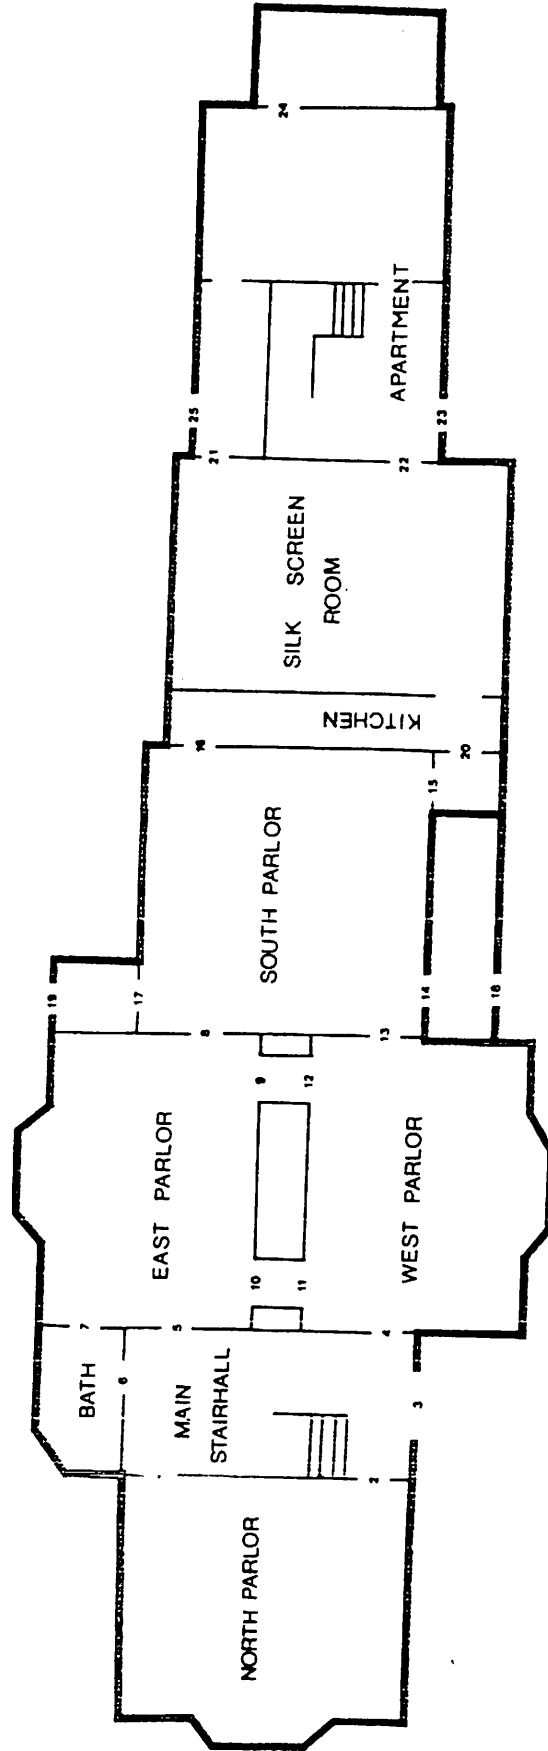 NORTH PARLOR
2
MAIN
STAIRHALL
3
BATH
6
7
5
4
EAST PARLOR
10
11
9
12
WEST PARLOR
8
13
19
17
14
18
SOUTH PARLOR
15
16
20
KITCHEN
SILK SCREEN
ROOM
21
22
25
23
APARTMENT
24